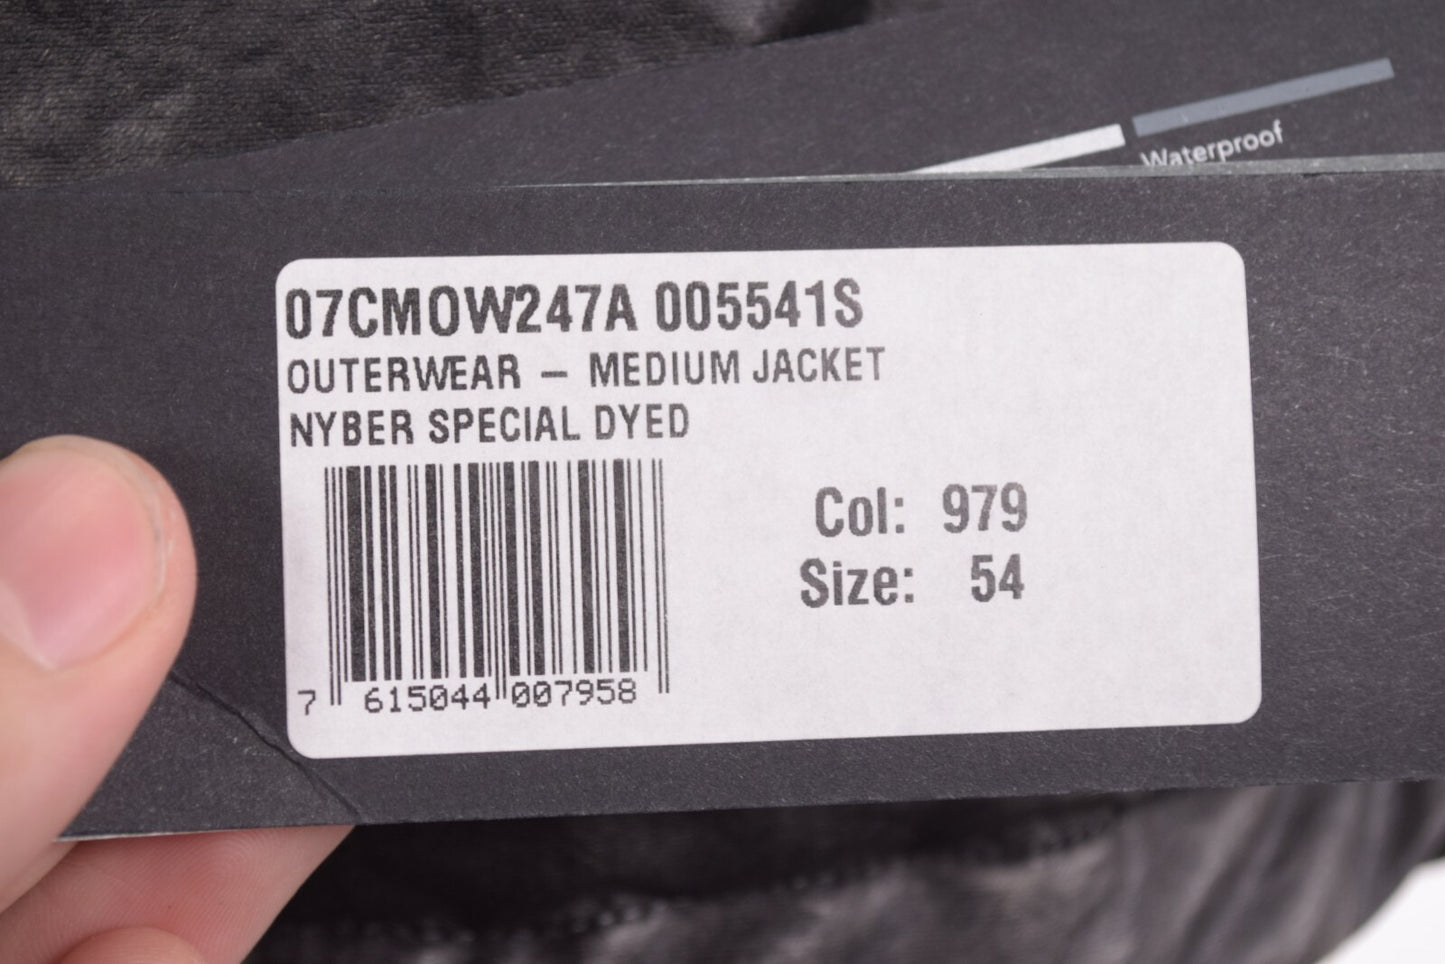 Waterproof
07CMOW247A 005541S
OUTERWEAR – MEDIUM JACKET
NYBER SPECIAL DYED
Col: 979
Size: 54
7 615044 007958